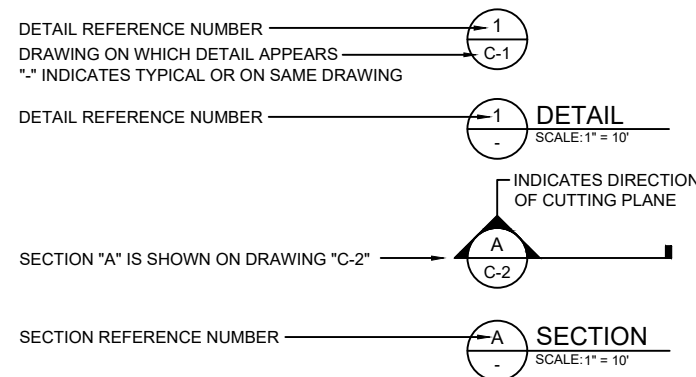 DETAIL REFERENCE NUMBER
1
DRAWING ON WHICH DETAIL APPEARS
C-1
"-" INDICATES TYPICAL OR ON SAME DRAWING
DETAIL REFERENCE NUMBER
1
DETAIL
-
SCALE: 1" = 10'
INDICATES DIRECTION
OF CUTTING PLANE
A
SECTION "A" IS SHOWN ON DRAWING "C-2"
C-2
SECTION REFERENCE NUMBER
A
SECTION
-
SCALE: 1" = 10'